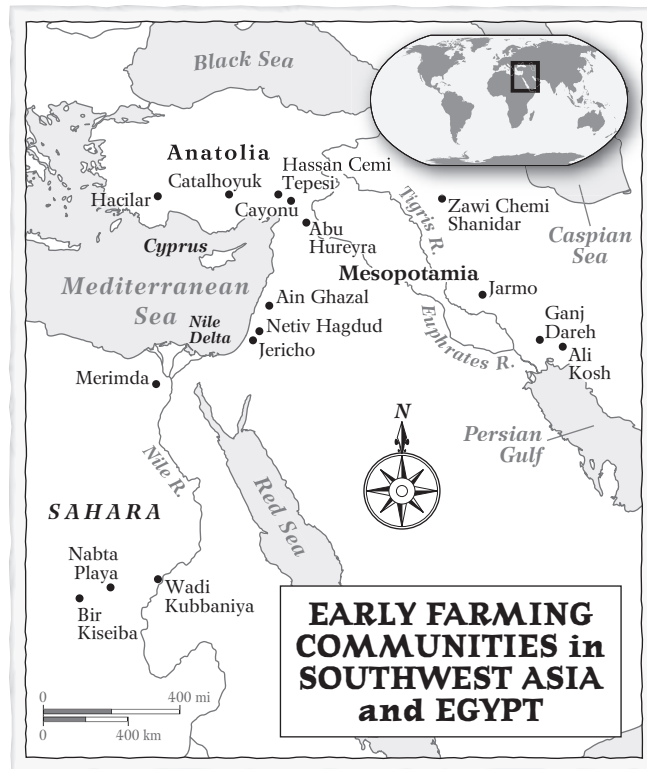 Black Sea
Anatolia
Hassan Cemi
Tepesi
Catalhoyuk
Hacilar
Cayonu
Zawi Chemi
Shanidar
Tigris R.
Abu
Hureyra
Caspian
Sea
Cyprus
Mesopotamia
Mediterranean
Sea
Jarmo
Ain Ghazal
Nile
Delta
Netiv Hagdud
Jericho
Euphrates R.
Ganj
Dareh
Ali
Kosh
Merimda
N
Persian
Gulf
Nile R.
Red Sea
SAHARA
Nabta
Playa
Wadi
Kubbaniya
Bir
Kiseiba
EARLY FARMING
COMMUNITIES in
SOUTHWEST ASIA
and EGYPT
0 400 mi
0 400 km